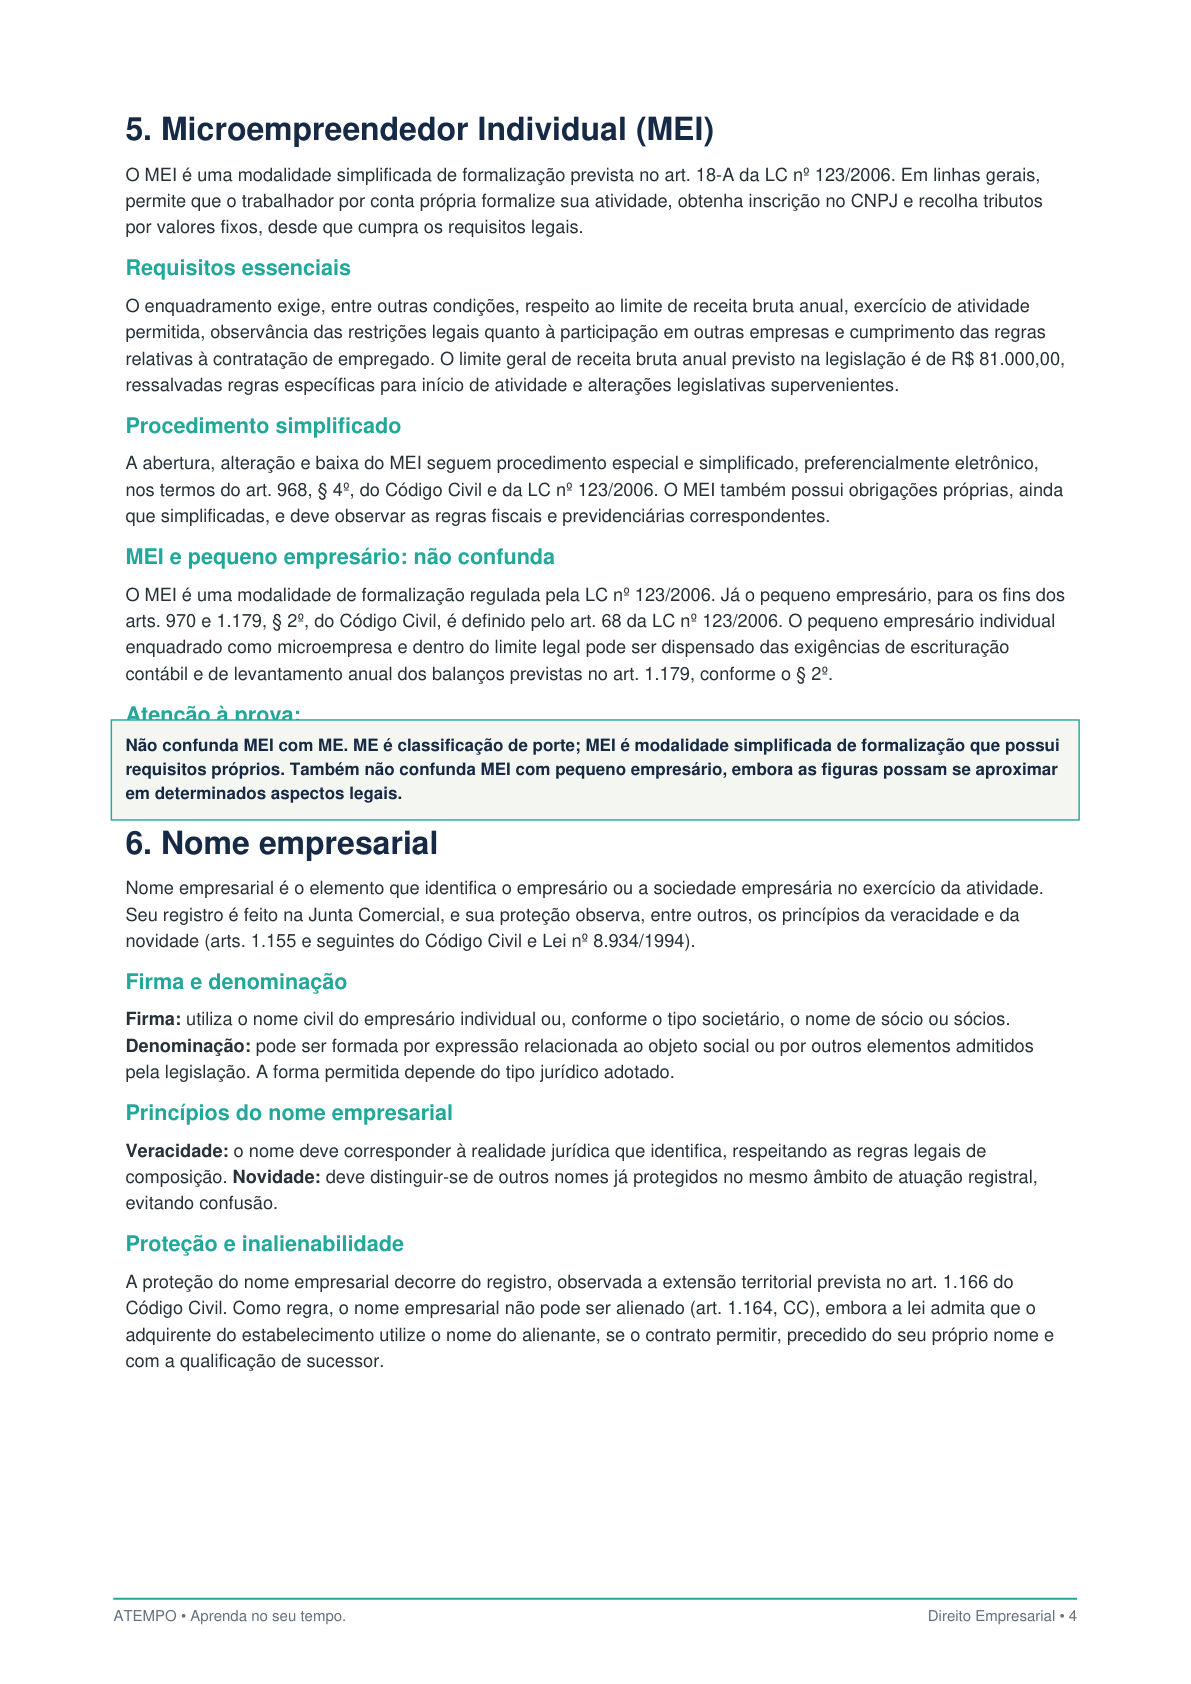 5. Microempreendedor Individual (MEI)
O MEI é uma modalidade simplificada de formalização prevista no art. 18-A da LC nº 123/2006. Em linhas gerais,
permite que o trabalhador por conta própria formalize sua atividade, obtenha inscrição no CNPJ e recolha tributos
por valores fixos, desde que cumpra os requisitos legais.
Requisitos essenciais
O enquadramento exige, entre outras condições, respeito ao limite de receita bruta anual, exercício de atividade
permitida, observância das restrições legais quanto à participação em outras empresas e cumprimento das regras
relativas à contratação de empregado. O limite geral de receita bruta anual previsto na legislação é de R$ 81.000,00,
ressalvadas regras específicas para início de atividade e alterações legislativas supervenientes.
Procedimento simplificado
A abertura, alteração e baixa do MEI seguem procedimento especial e simplificado, preferencialmente eletrônico,
nos termos do art. 968, § 4º, do Código Civil e da LC nº 123/2006. O MEI também possui obrigações próprias, ainda
que simplificadas, e deve observar as regras fiscais e previdenciárias correspondentes.
MEI e pequeno empresário: não confunda
O MEI é uma modalidade de formalização regulada pela LC nº 123/2006. Já o pequeno empresário, para os fins dos
arts. 970 e 1.179, § 2º, do Código Civil, é definido pelo art. 68 da LC nº 123/2006. O pequeno empresário individual
enquadrado como microempresa e dentro do limite legal pode ser dispensado das exigências de escrituração
contábil e de levantamento anual dos balanços previstas no art. 1.179, conforme o § 2º.
Atenção à prova:
Não confunda MEI com ME. ME é classificação de porte; MEI é modalidade simplificada de formalização que possui
requisitos próprios. Também não confunda MEI com pequeno empresário, embora as figuras possam se aproximar
em determinados aspectos legais.
6. Nome empresarial
Nome empresarial é o elemento que identifica o empresário ou a sociedade empresária no exercício da atividade.
Seu registro é feito na Junta Comercial, e sua proteção observa, entre outros, os princípios da veracidade e da
novidade (arts. 1.155 e seguintes do Código Civil e Lei nº 8.934/1994).
Firma e denominação
Firma: utiliza o nome civil do empresário individual ou, conforme o tipo societário, o nome de sócio ou sócios.
Denominação: pode ser formada por expressão relacionada ao objeto social ou por outros elementos admitidos
pela legislação. A forma permitida depende do tipo jurídico adotado.
Princípios do nome empresarial
Veracidade: o nome deve corresponder à realidade jurídica que identifica, respeitando as regras legais de
composição. Novidade: deve distinguir-se de outros nomes já protegidos no mesmo âmbito de atuação registral,
evitando confusão.
Proteção e inalienabilidade
A proteção do nome empresarial decorre do registro, observada a extensão territorial prevista no art. 1.166 do
Código Civil. Como regra, o nome empresarial não pode ser alienado (art. 1.164, CC), embora a lei admita que o
adquirente do estabelecimento utilize o nome do alienante, se o contrato permitir, precedido do seu próprio nome e
com a qualificação de sucessor.
ATEMPO • Aprenda no seu tempo.
Direito Empresarial • 4